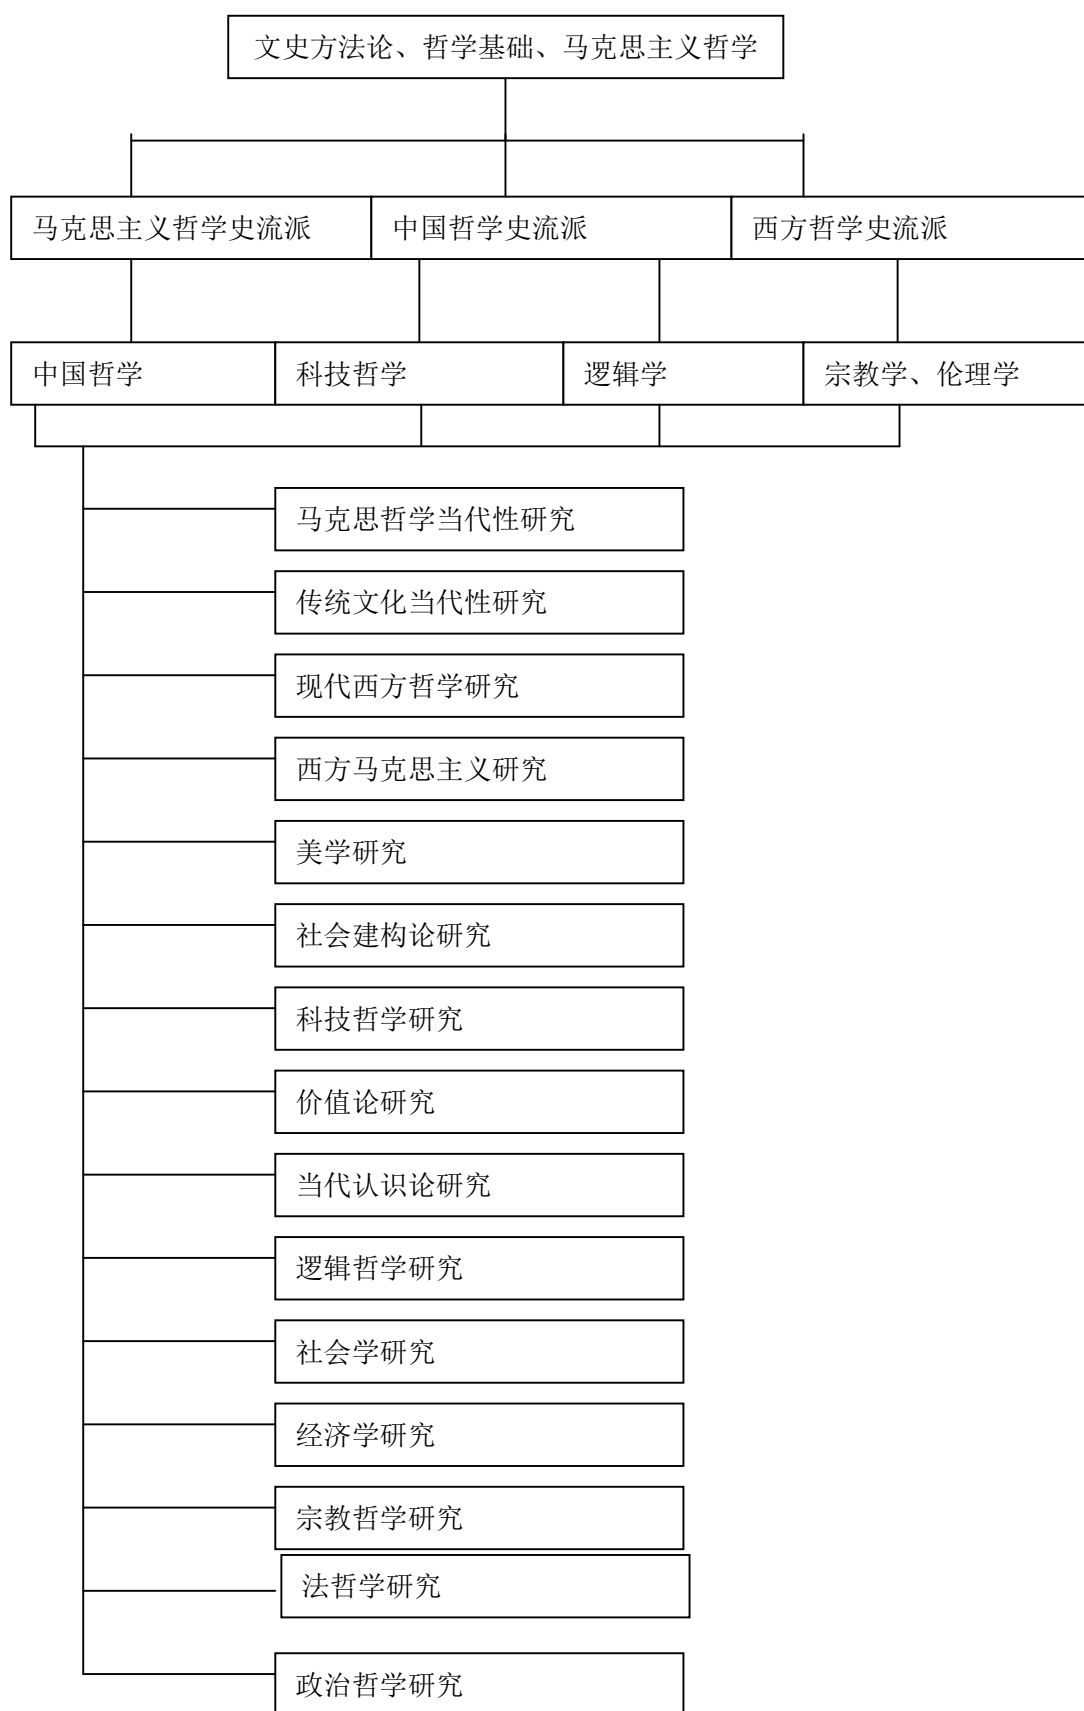 文史方法论、哲学基础、马克思主义哲学
马克思主义哲学史流派
中国哲学史流派
西方哲学史流派
中国哲学
科技哲学
逻辑学
宗教学、伦理学
马克思哲学当代性研究
传统文化当代性研究
现代西方哲学研究
西方马克思主义研究
美学研究
社会建构论研究
科技哲学研究
价值论研究
当代认识论研究
逻辑哲学研究
社会学研究
经济学研究
宗教哲学研究
法哲学研究
政治哲学研究